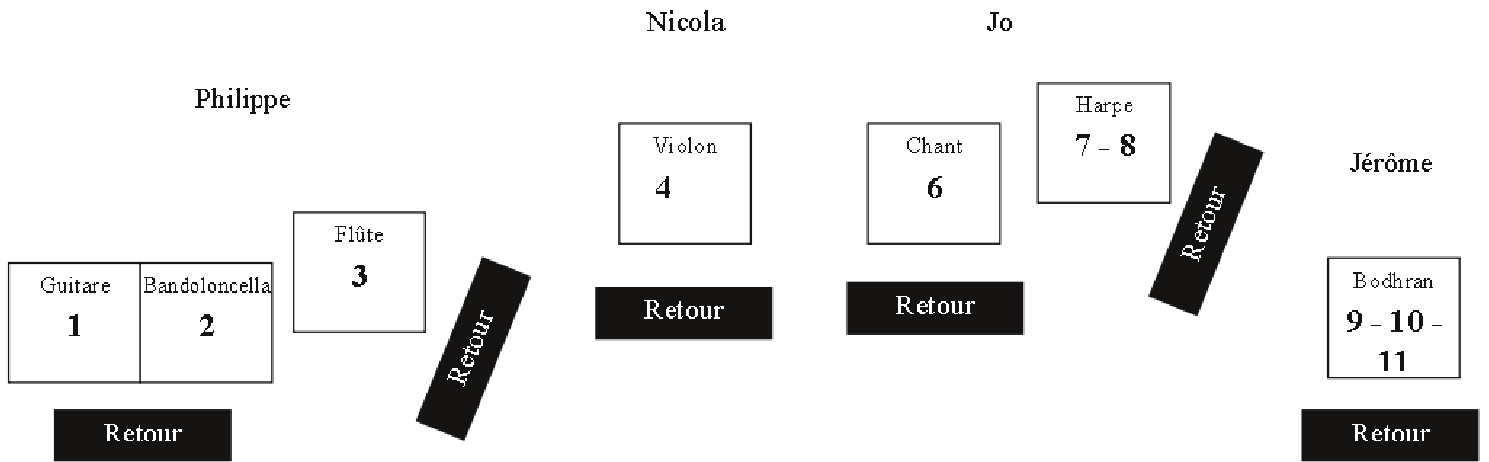 Nicola
Jo
Philippe
Harpe
7 - 8
Violon
4
Chant
6
Jérôme
Retour
Flûte
3
Guitare
1
Bandoloncella
2
Bodhran
9 - 10 -
11
Retour
Retour
Retour
Retour
Retour